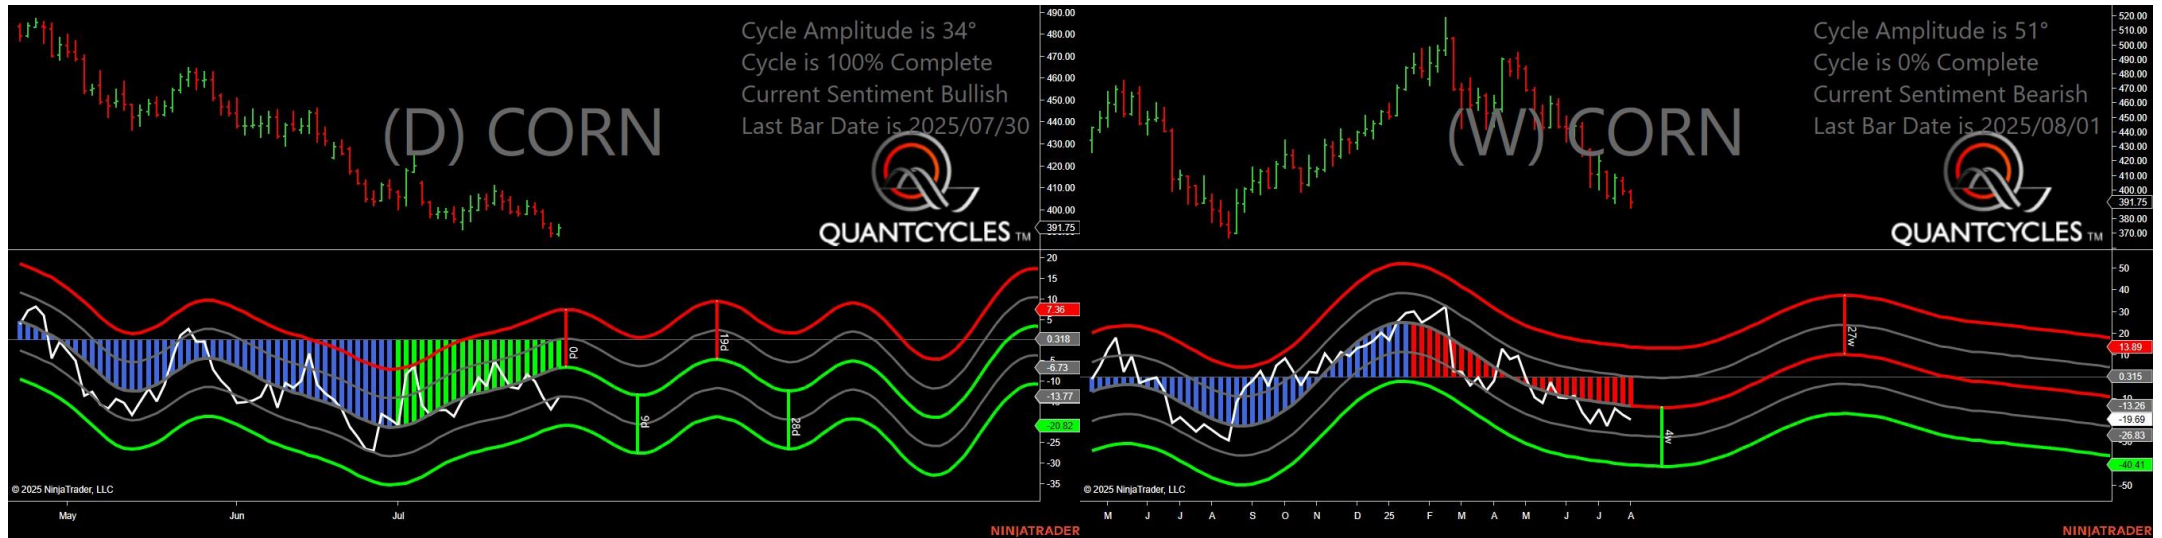 Cycle Amplitude is 34°
Cycle is 100% Complete
Current Sentiment Bullish
Last Bar Date is 2025/07/30
(D) CORN
QUANTCYCLES TM
490.00
480.00
470.00
460.00
450.00
440.00
430.00
420.00
410.00
400.00
391.75
20
15
10
7.36
5
0.318
-5
-6.73
-10
-13.77
-20.82
-25
-30
-35
0d
9d
19d
28d
© 2025 NinjaTrader, LLC
May
Jun
Jul
NINJATRADER
Cycle Amplitude is 51°
Cycle is 0% Complete
Current Sentiment Bearish
Last Bar Date is 2025/08/01
(W) CORN
QUANTCYCLES TM
520.00
510.00
500.00
490.00
480.00
470.00
460.00
450.00
440.00
430.00
420.00
410.00
400.00
391.75
380.00
370.00
50
40
30
20
13.89
10
0.315
-13.26
-19.69
-26.83
-40.41
-50
4w
27w
© 2025 NinjaTrader, LLC
M
J
J
A
S
O
N
D
25
F
M
A
M
J
J
A
NINJATRADER